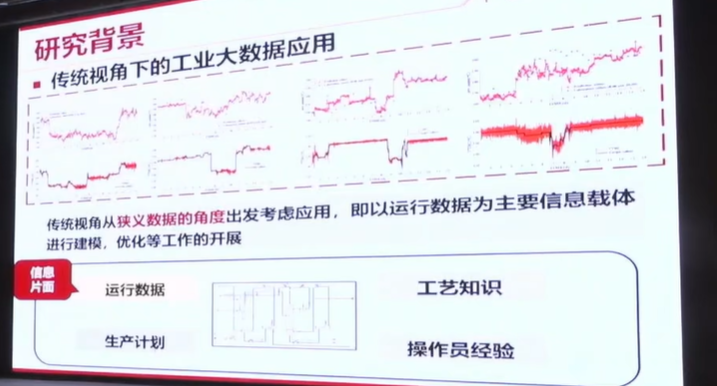 研究背景
传统视角下的工业大数据应用
传统视角从狭义数据的角度出发考虑应用，即以运行数据为主要信息载体
进行建模，优化等工作的开展
信息
片面
运行数据
工艺知识
生产计划
操作员经验